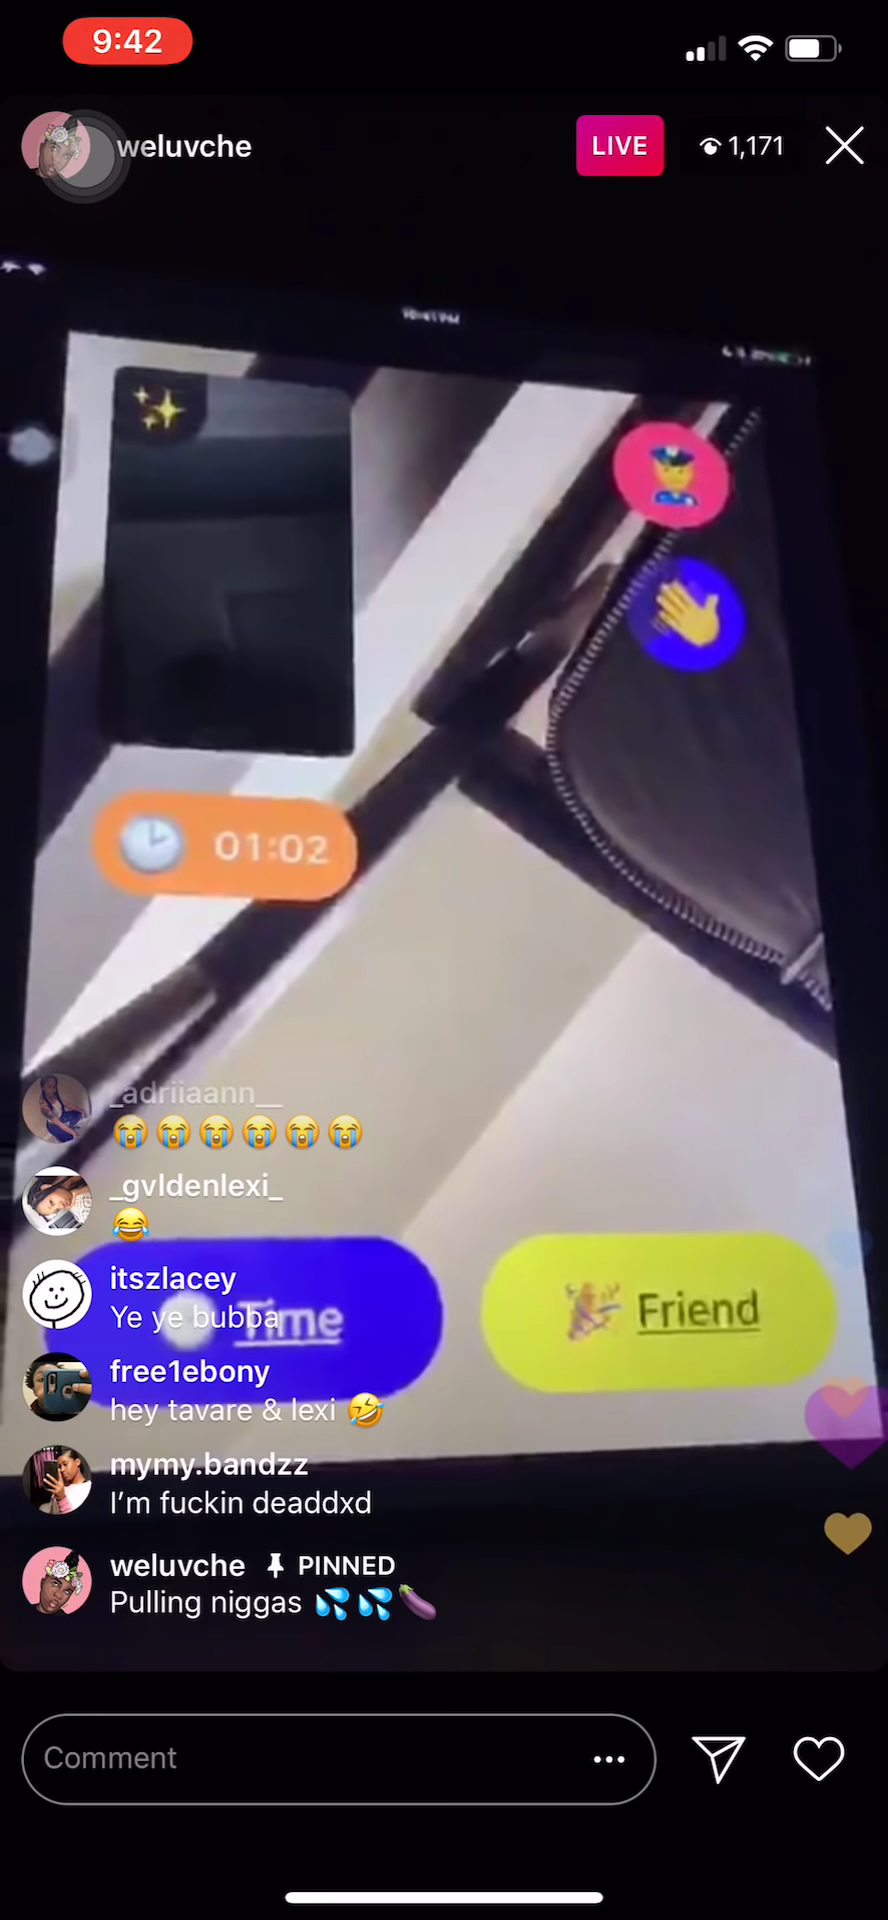 9:42
weluvche
LIVE
1,171
01:02
_adriiaann__
😭😭😭😭😭😭
_gvldenlexi_
😂
itszlacey
Ye ye bubba
Time
Friend
free1ebony
hey tavare & lexi 🤣
mymy.bandzz
I'm fuckin deaddxd
weluvche PINNED
Pulling niggas 💦💦🍆
Comment